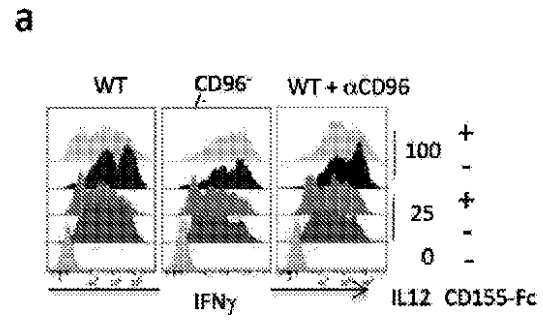 a
WT CD96-/- WT + αCD96
+
100
-
+
25
-
0 -
IFNγ IL12 CD155-Fc